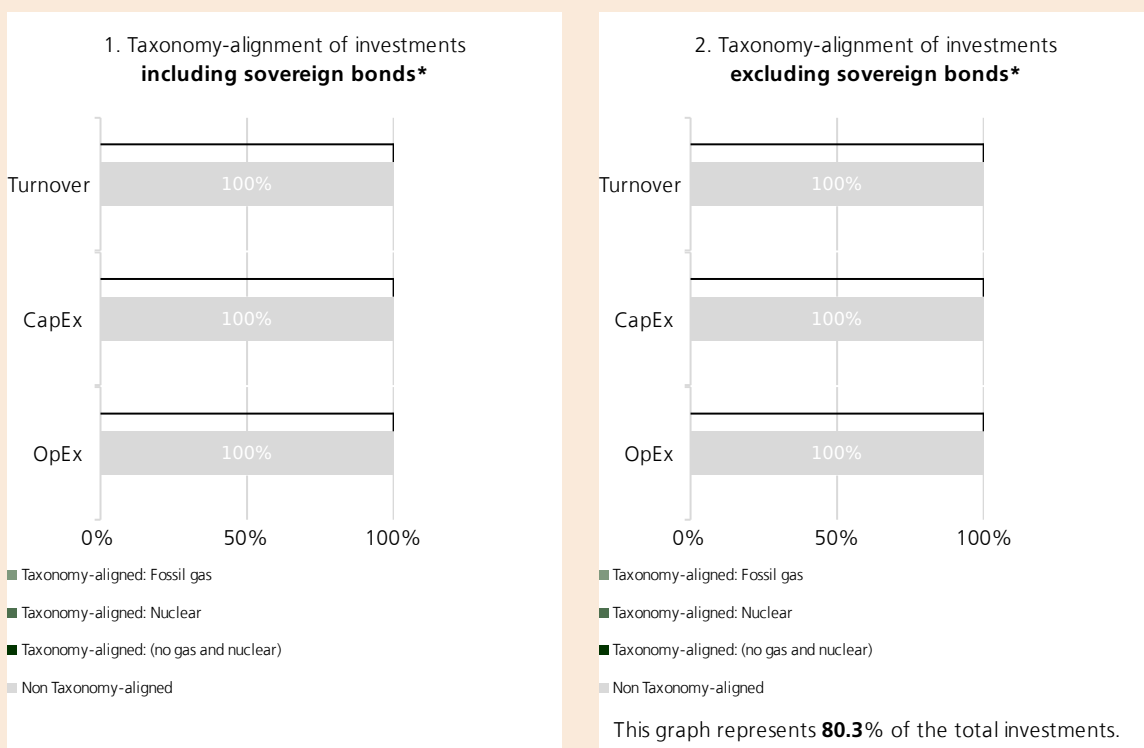 1. Taxonomy-alignment of investments
including sovereign bonds*
Turnover
100%
CapEx
100%
OpEx
100%
0% 50% 100%
Taxonomy-aligned: Fossil gas
Taxonomy-aligned: Nuclear
Taxonomy-aligned: (no gas and nuclear)
Non Taxonomy-aligned
2. Taxonomy-alignment of investments
excluding sovereign bonds*
Turnover
100%
CapEx
100%
OpEx
100%
0% 50% 100%
Taxonomy-aligned: Fossil gas
Taxonomy-aligned: Nuclear
Taxonomy-aligned: (no gas and nuclear)
Non Taxonomy-aligned
This graph represents 80.3% of the total investments.